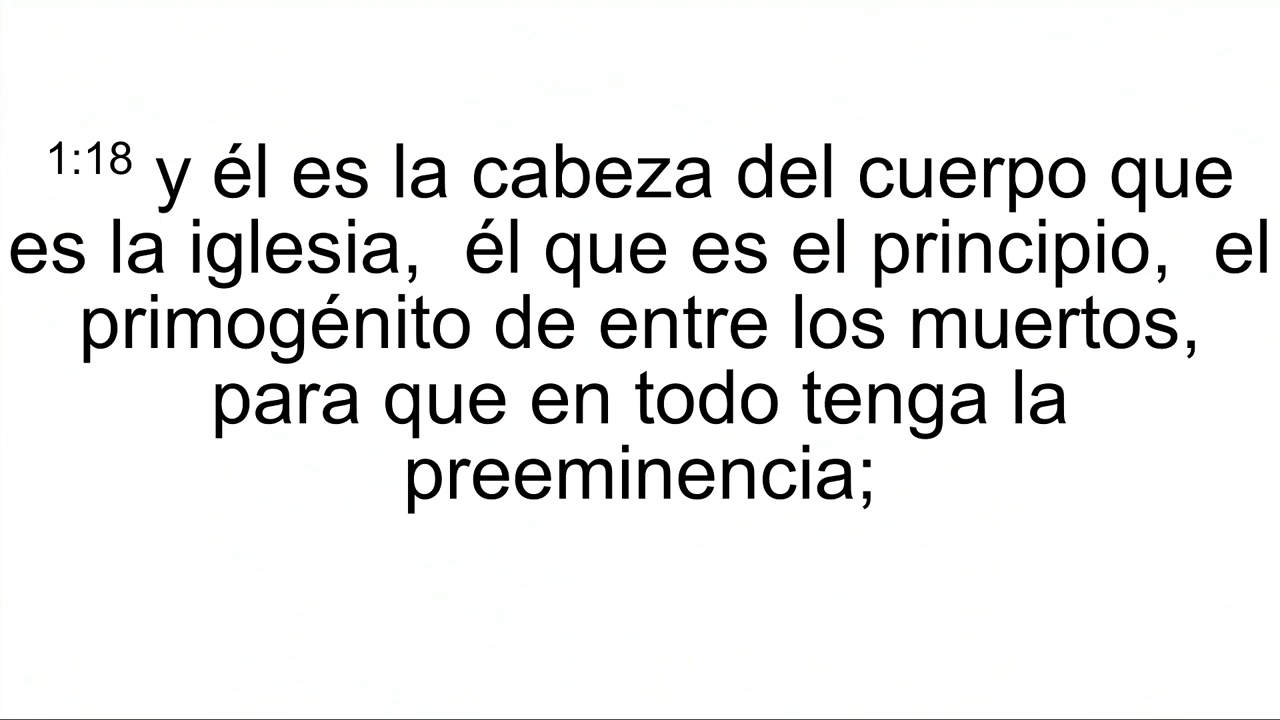 1:18 y él es la cabeza del cuerpo que
es la iglesia,  él que es el principio,  el
primogénito de entre los muertos,
para que en todo tenga la
preeminencia;